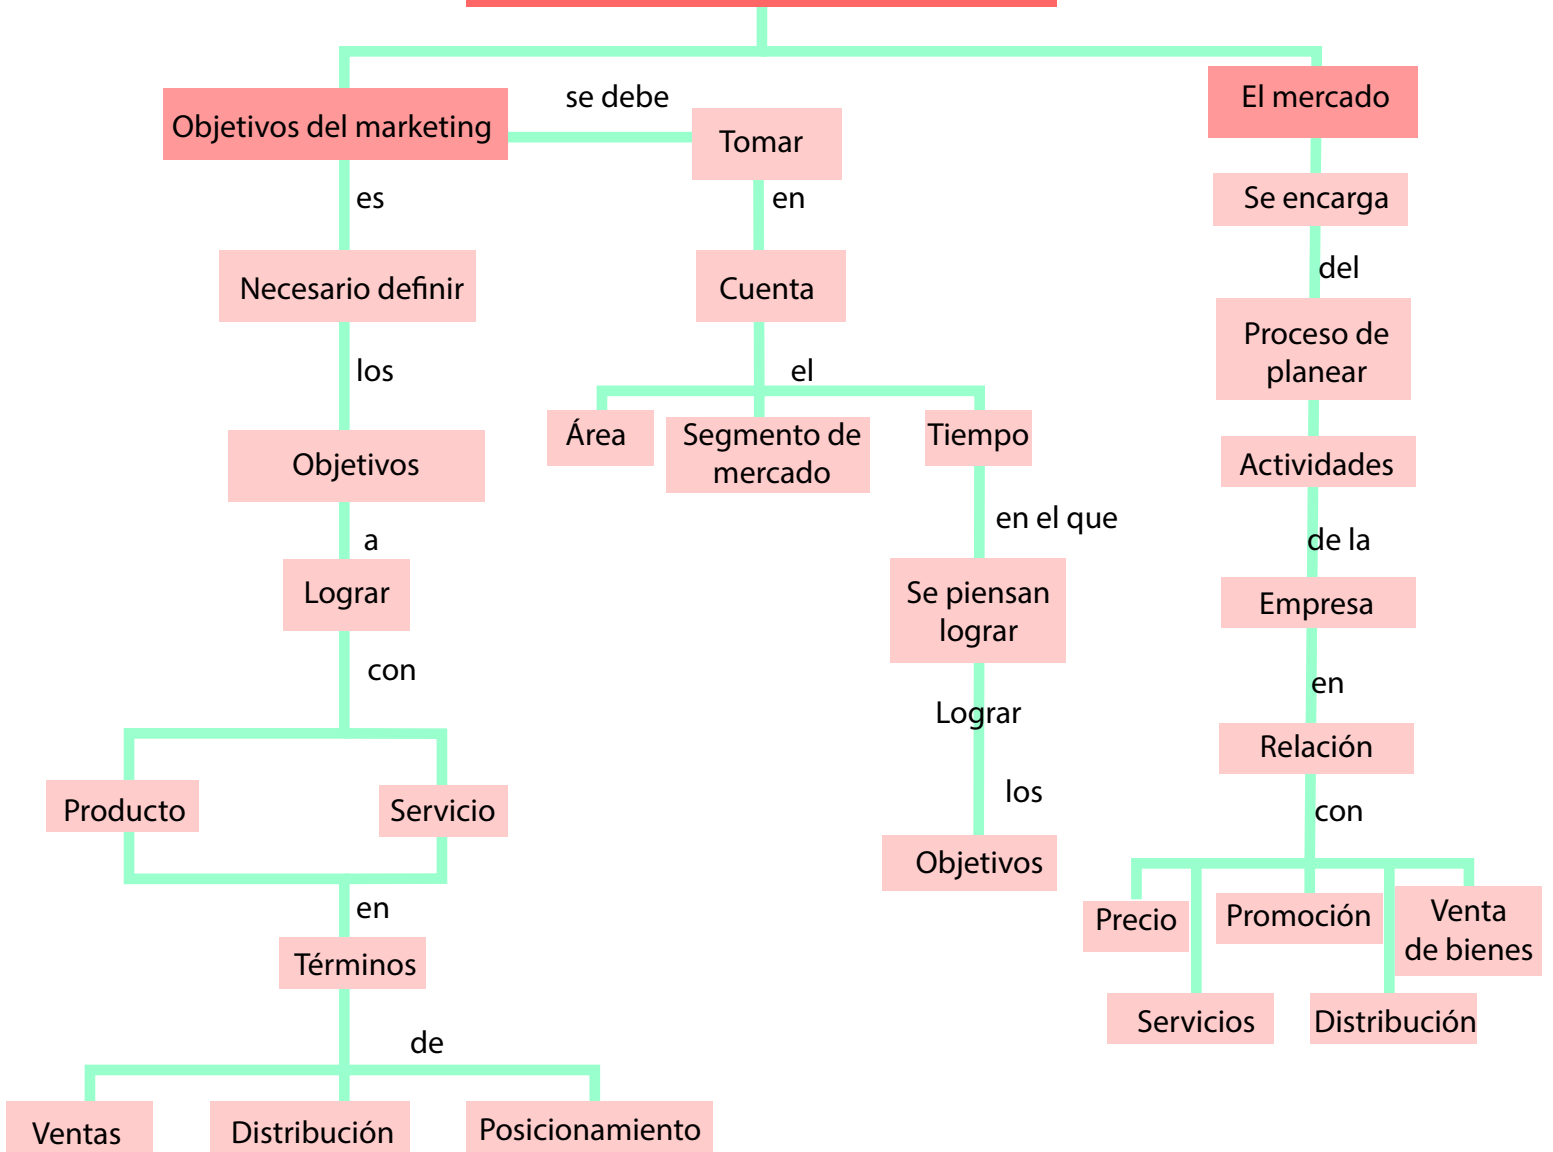 Objetivos del marketing
se debe
Tomar
El mercado
es
en
Se encarga
Necesario definir
Cuenta
del
Proceso de
planear
los
el
Área
Segmento de
mercado
Tiempo
Objetivos
Actividades
en el que
a
de la
Lograr
Se piensan
lograr
Empresa
con
en
Lograr
Relación
los
Producto
Servicio
con
Objetivos
en
Precio
Promoción
Venta
de bienes
Términos
Servicios
Distribución
de
Ventas
Distribución
Posicionamiento